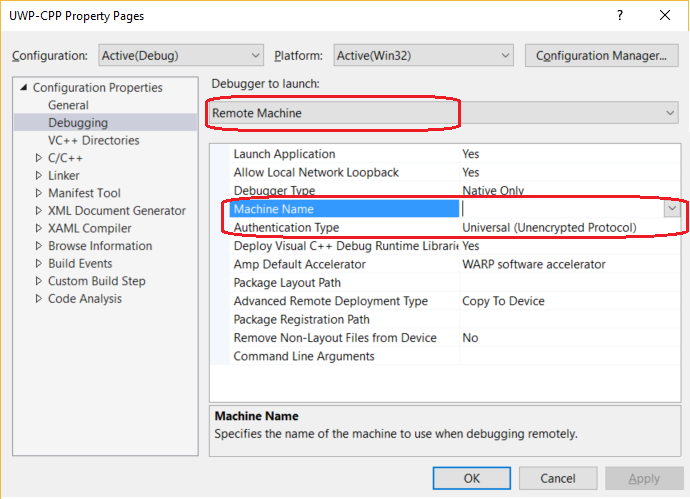 UWP-CPP Property Pages ? ×
Configuration: Active(Debug) Platform: Active(Win32) Configuration Manager...
Configuration Properties
General
Debugging
VC++ Directories
C/C++
Linker
Manifest Tool
XML Document Generator
XAML Compiler
Browse Information
Build Events
Custom Build Step
Code Analysis
Debugger to launch:
Remote Machine
Launch Application Yes
Allow Local Network Loopback Yes
Debugger Type Native Only
Machine Name
Authentication Type Universal (Unencrypted Protocol)
Deploy Visual C++ Debug Runtime Librarie Yes
Amp Default Accelerator WARP software accelerator
Package Layout Path
Advanced Remote Deployment Type Copy To Device
Package Registration Path
Remove Non-Layout Files from Device No
Command Line Arguments
Machine Name
Specifies the name of the machine to use when debugging remotely.
OK Cancel Apply